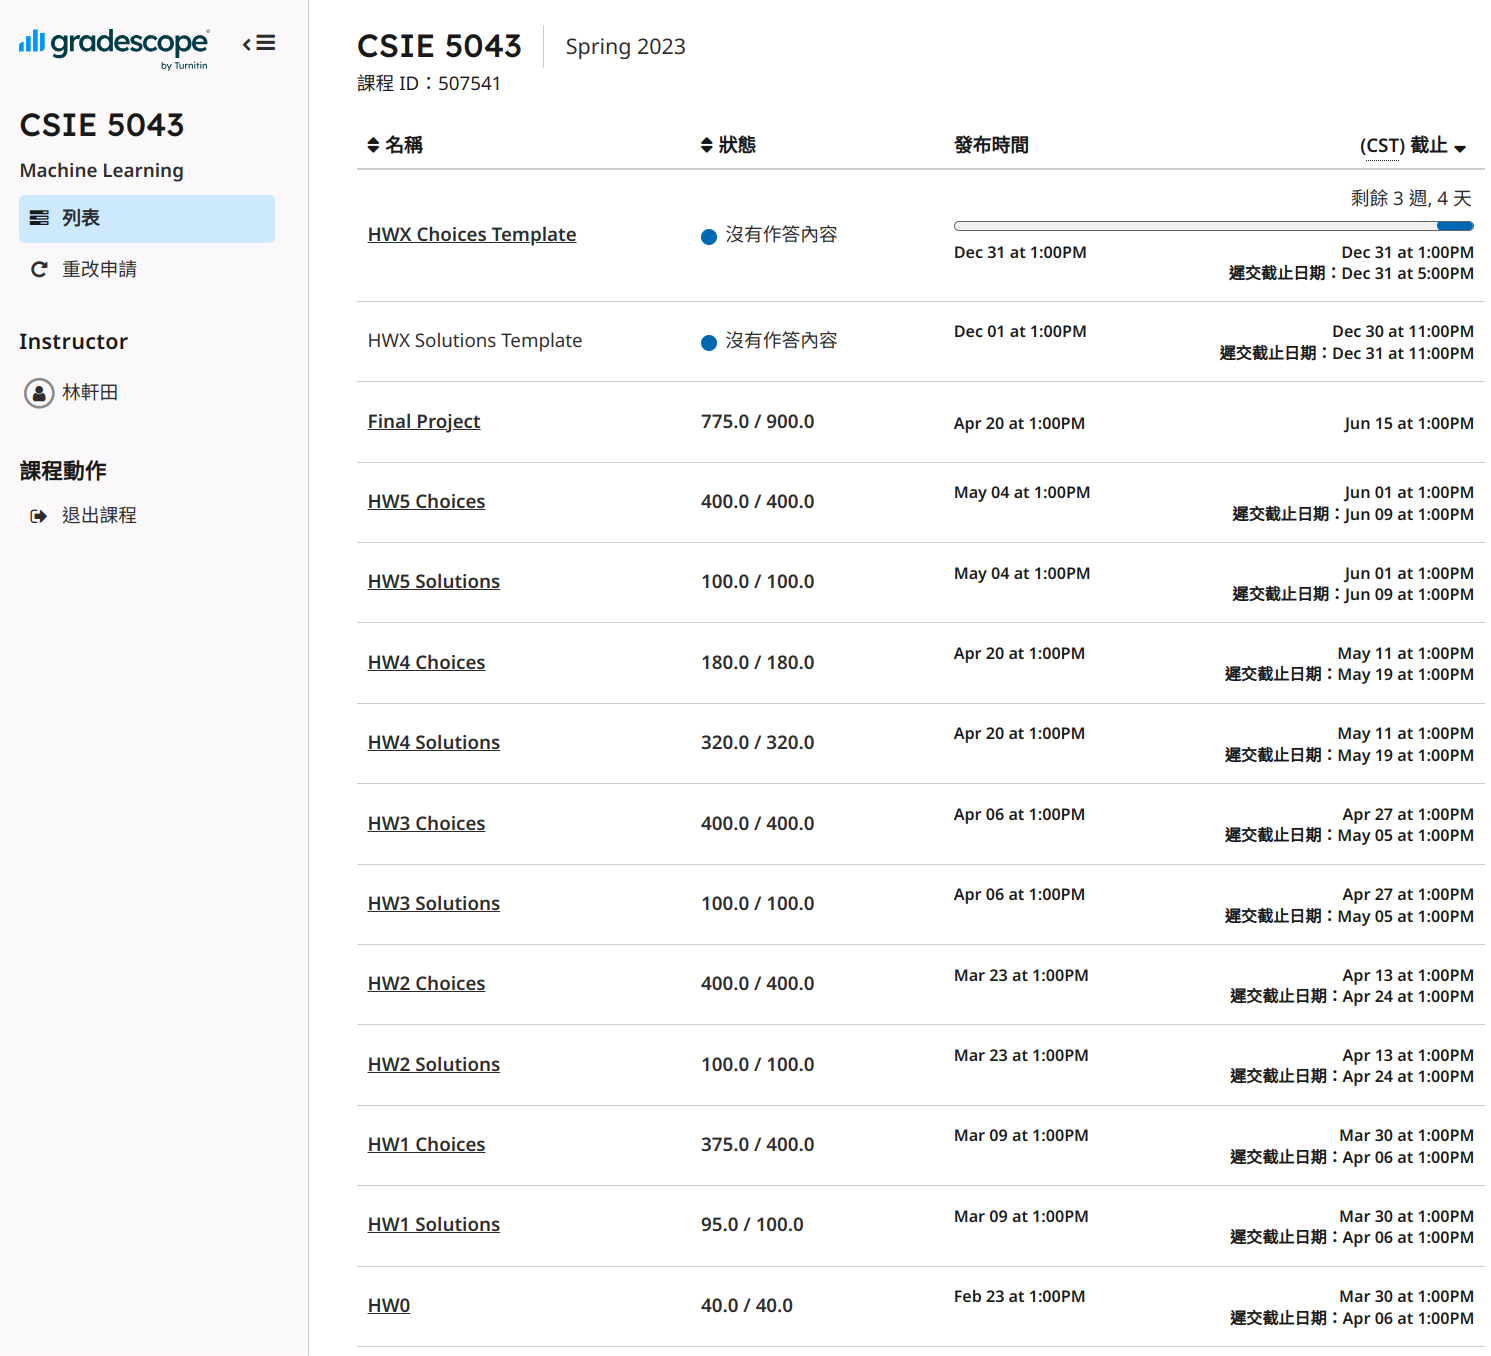 gradescope
by Turnitin
CSIE 5043
Machine Learning
列表
重改申請
Instructor
林軒田
課程動作
退出課程
CSIE 5043 Spring 2023
課程 ID：507541
名稱 狀態 發布時間 (CST) 截止
剩餘 3 週, 4 天
HWX Choices Template 沒有作答內容
Dec 31 at 1:00PM Dec 31 at 1:00PM
遲交截止日期：Dec 31 at 5:00PM
HWX Solutions Template 沒有作答內容 Dec 01 at 1:00PM Dec 30 at 11:00PM
遲交截止日期：Dec 31 at 11:00PM
Final Project 775.0 / 900.0 Apr 20 at 1:00PM Jun 15 at 1:00PM
HW5 Choices 400.0 / 400.0 May 04 at 1:00PM Jun 01 at 1:00PM
遲交截止日期：Jun 09 at 1:00PM
HW5 Solutions 100.0 / 100.0 May 04 at 1:00PM Jun 01 at 1:00PM
遲交截止日期：Jun 09 at 1:00PM
HW4 Choices 180.0 / 180.0 Apr 20 at 1:00PM May 11 at 1:00PM
遲交截止日期：May 19 at 1:00PM
HW4 Solutions 320.0 / 320.0 Apr 20 at 1:00PM May 11 at 1:00PM
遲交截止日期：May 19 at 1:00PM
HW3 Choices 400.0 / 400.0 Apr 06 at 1:00PM Apr 27 at 1:00PM
遲交截止日期：May 05 at 1:00PM
HW3 Solutions 100.0 / 100.0 Apr 06 at 1:00PM Apr 27 at 1:00PM
遲交截止日期：May 05 at 1:00PM
HW2 Choices 400.0 / 400.0 Mar 23 at 1:00PM Apr 13 at 1:00PM
遲交截止日期：Apr 24 at 1:00PM
HW2 Solutions 100.0 / 100.0 Mar 23 at 1:00PM Apr 13 at 1:00PM
遲交截止日期：Apr 24 at 1:00PM
HW1 Choices 375.0 / 400.0 Mar 09 at 1:00PM Mar 30 at 1:00PM
遲交截止日期：Apr 06 at 1:00PM
HW1 Solutions 95.0 / 100.0 Mar 09 at 1:00PM Mar 30 at 1:00PM
遲交截止日期：Apr 06 at 1:00PM
HW0 40.0 / 40.0 Feb 23 at 1:00PM Mar 30 at 1:00PM
遲交截止日期：Apr 06 at 1:00PM